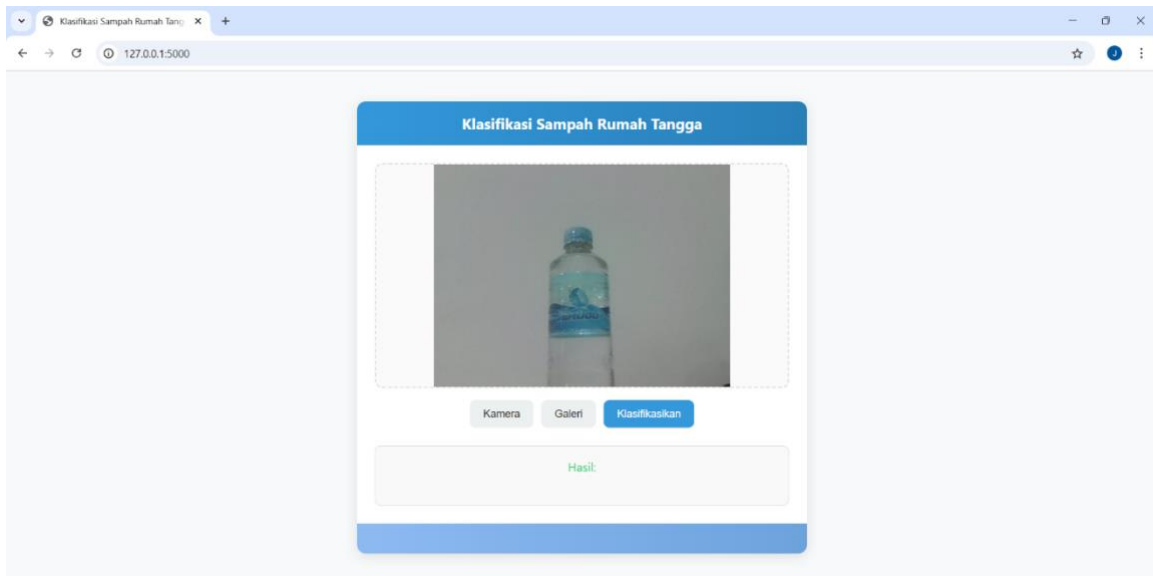 Klasifikasi Sampah Rumah Tang
127.0.0.1:5000
J
Klasifikasi Sampah Rumah Tangga
Kamera
Galeri
Klasifikasikan
Hasil: